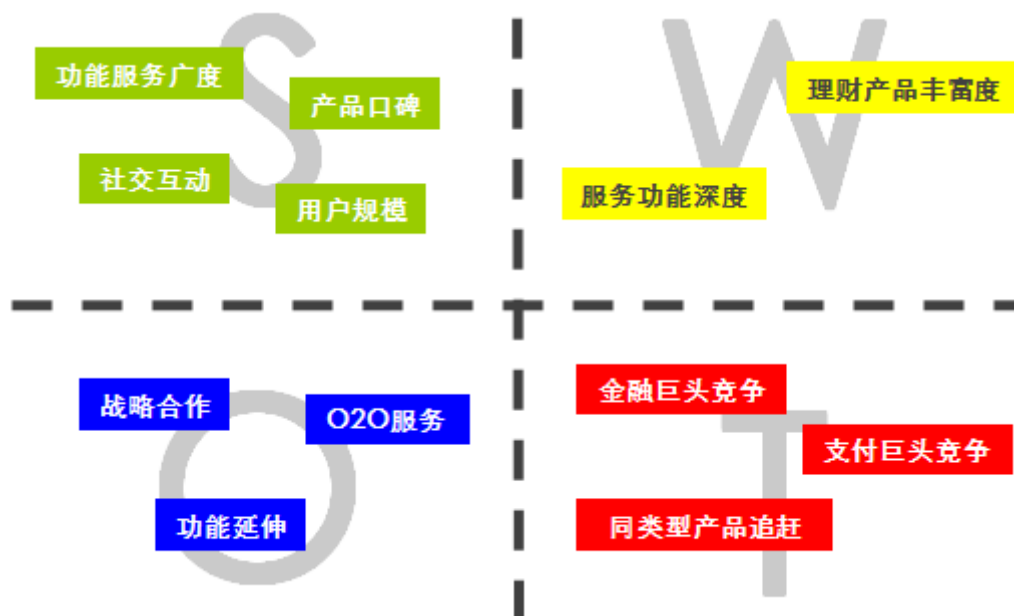 S
功能服务广度
产品口碑
社交互动
用户规模
W
理财产品丰富度
服务功能深度
O
战略合作
O2O服务
功能延伸
T
金融巨头竞争
支付巨头竞争
同类型产品追赶